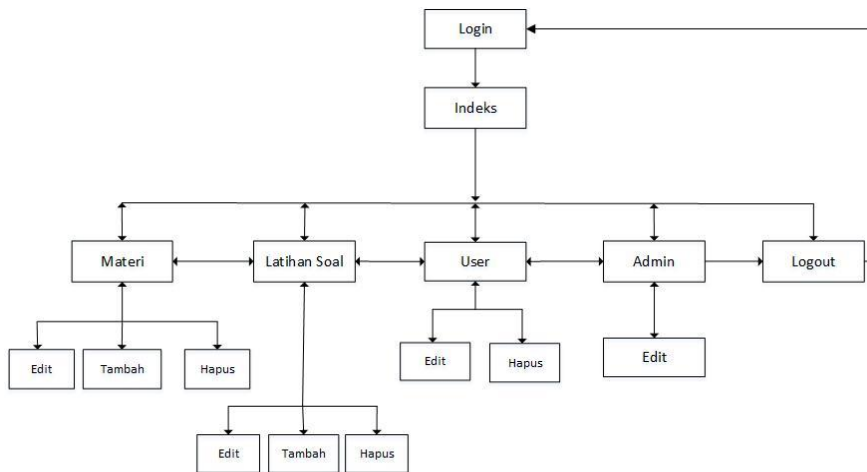 Login
Indeks
Materi
Latihan Soal
User
Admin
Logout
Edit
Tambah
Hapus
Edit
Hapus
Edit
Edit
Tambah
Hapus